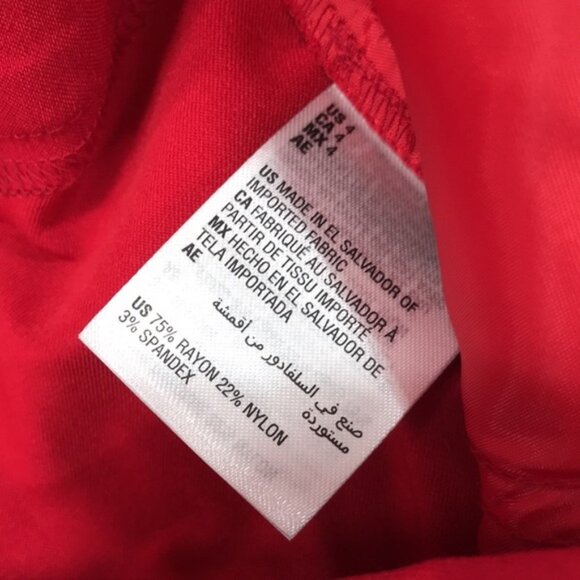 US 4
CA 4
MX 4
AE
US MADE IN EL SALVADOR OF
IMPORTED FABRIC
CA FABRIQUÉ AU SALVADOR À
PARTIR DE TISSU IMPORTÉ
MX HECHO EN EL SALVADOR DE
TELA IMPORTADA
AE
صنع في السلفادور من أقمشة
مستوردة
US 75% RAYON 22% NYLON
3% SPANDEX